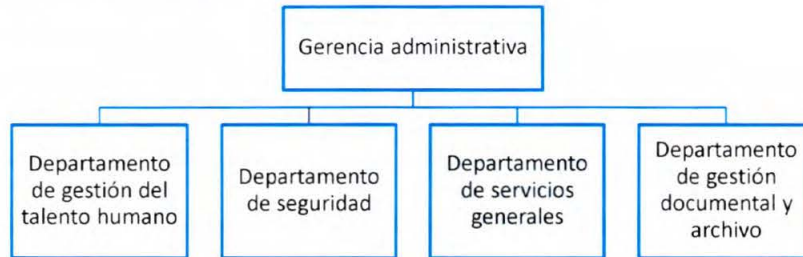 Gerencia administrativa
Departamento
de gestión del
talento humano
Departamento
de seguridad
Departamento
de servicios
generales
Departamento
de gestión
documental y
archivo